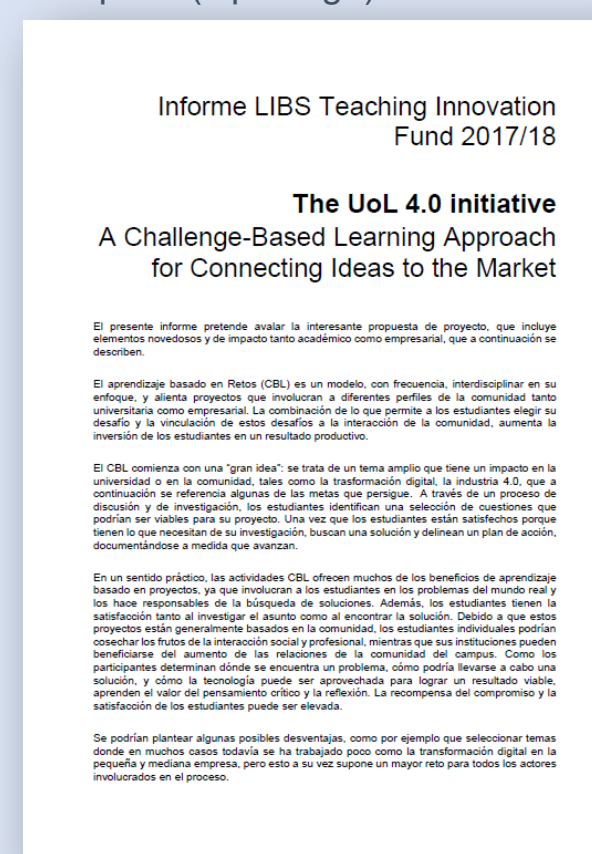 Informe LIBS Teaching Innovation
Fund 2017/18
The UoL 4.0 initiative
A Challenge-Based Learning Approach
for Connecting Ideas to the Market
El presente informe pretende avalar la interesante propuesta de proyecto, que incluye
elementos novedosos y de impacto tanto académico como empresarial, que a continuación se
describen.
El aprendizaje basado en Retos (CBL) es un modelo, con frecuencia, interdisciplinar en su
enfoque, y alienta proyectos que involucran a diferentes perfiles de la comunidad tanto
universitaria como empresarial. La combinación de lo que permite a los estudiantes elegir su
desafío y la vinculación de estos desafíos a la interacción de la comunidad, aumenta la
inversión de los estudiantes en un resultado productivo.
El CBL comienza con una "gran idea": se trata de un tema amplio que tiene un impacto en la
universidad o en la comunidad, tales como la trasformación digital, la industria 4.0, que a
continuación se referencia algunas de las metas que persigue. A través de un proceso de
discusión y de investigación, los estudiantes identifican una selección de cuestiones que
podrían ser viables para su proyecto. Una vez que los estudiantes están satisfechos porque
tienen lo que necesitan de su investigación, buscan una solución y delinean un plan de acción,
documentándose a medida que avanzan.
En un sentido práctico, las actividades CBL ofrecen muchos de los beneficios de aprendizaje
basado en proyectos, ya que involucran a los estudiantes en los problemas del mundo real y
los hace responsables de la búsqueda de soluciones. Además, los estudiantes tienen la
satisfacción tanto al investigar el asunto como al encontrar la solución. Debido a que estos
proyectos están generalmente basados en la comunidad, los estudiantes individuales podrían
cosechar los frutos de la interacción social y profesional, mientras que sus instituciones pueden
beneficiarse del aumento de las relaciones de la comunidad del campus. Como los
participantes determinan dónde se encuentra un problema, cómo podría llevarse a cabo una
solución, y cómo la tecnología puede ser aprovechada para lograr un resultado viable,
aprenden el valor del pensamiento crítico y la reflexión. La recompensa del compromiso y la
satisfacción de los estudiantes puede ser elevada.
Se podrían plantear algunas posibles desventajas, como por ejemplo que seleccionar temas
donde en muchos casos todavía se ha trabajado poco como la transformación digital en la
pequeña y mediana empresa, pero esto a su vez supone un mayor reto para todos los actores
involucrados en el proceso.